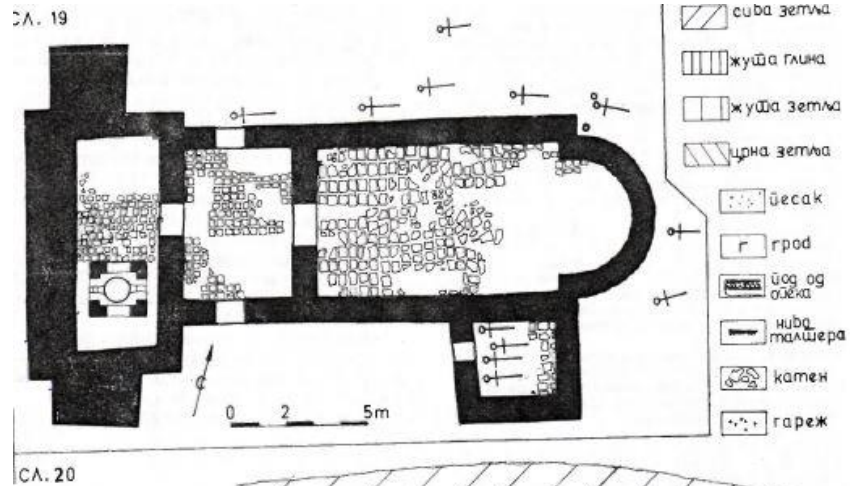 СЛ. 19
сива земља
жута глина
жута земља
црна земља
песак
гроб
под од
опека
ниво
малтера
камен
гареж
С
0 2 5m
СЛ. 20